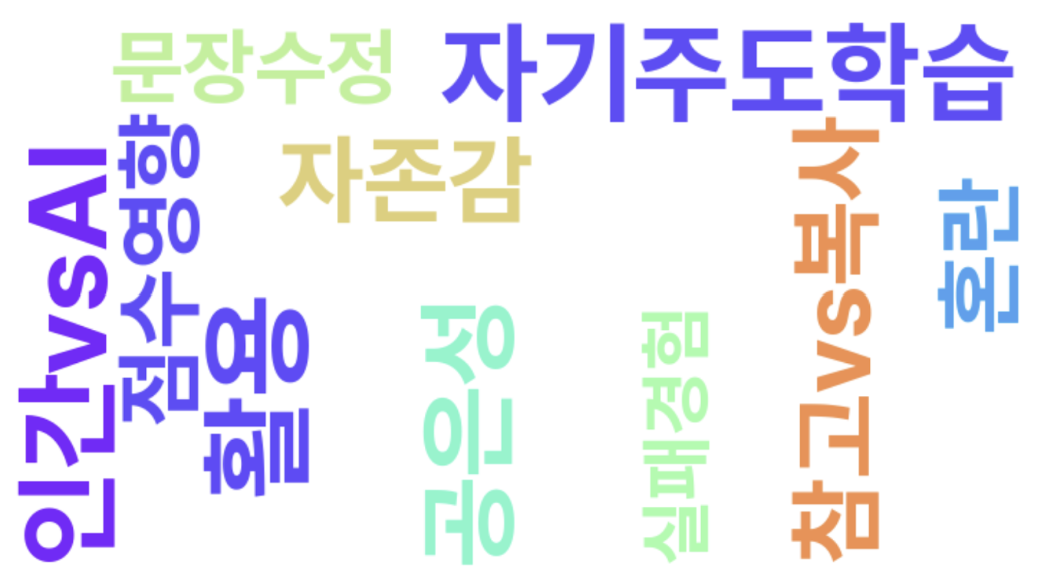 문장수정
자기주도학습
자존감
인간vsAI
점수영향
활용
공은성
실패경험
참고vs복사
혼란